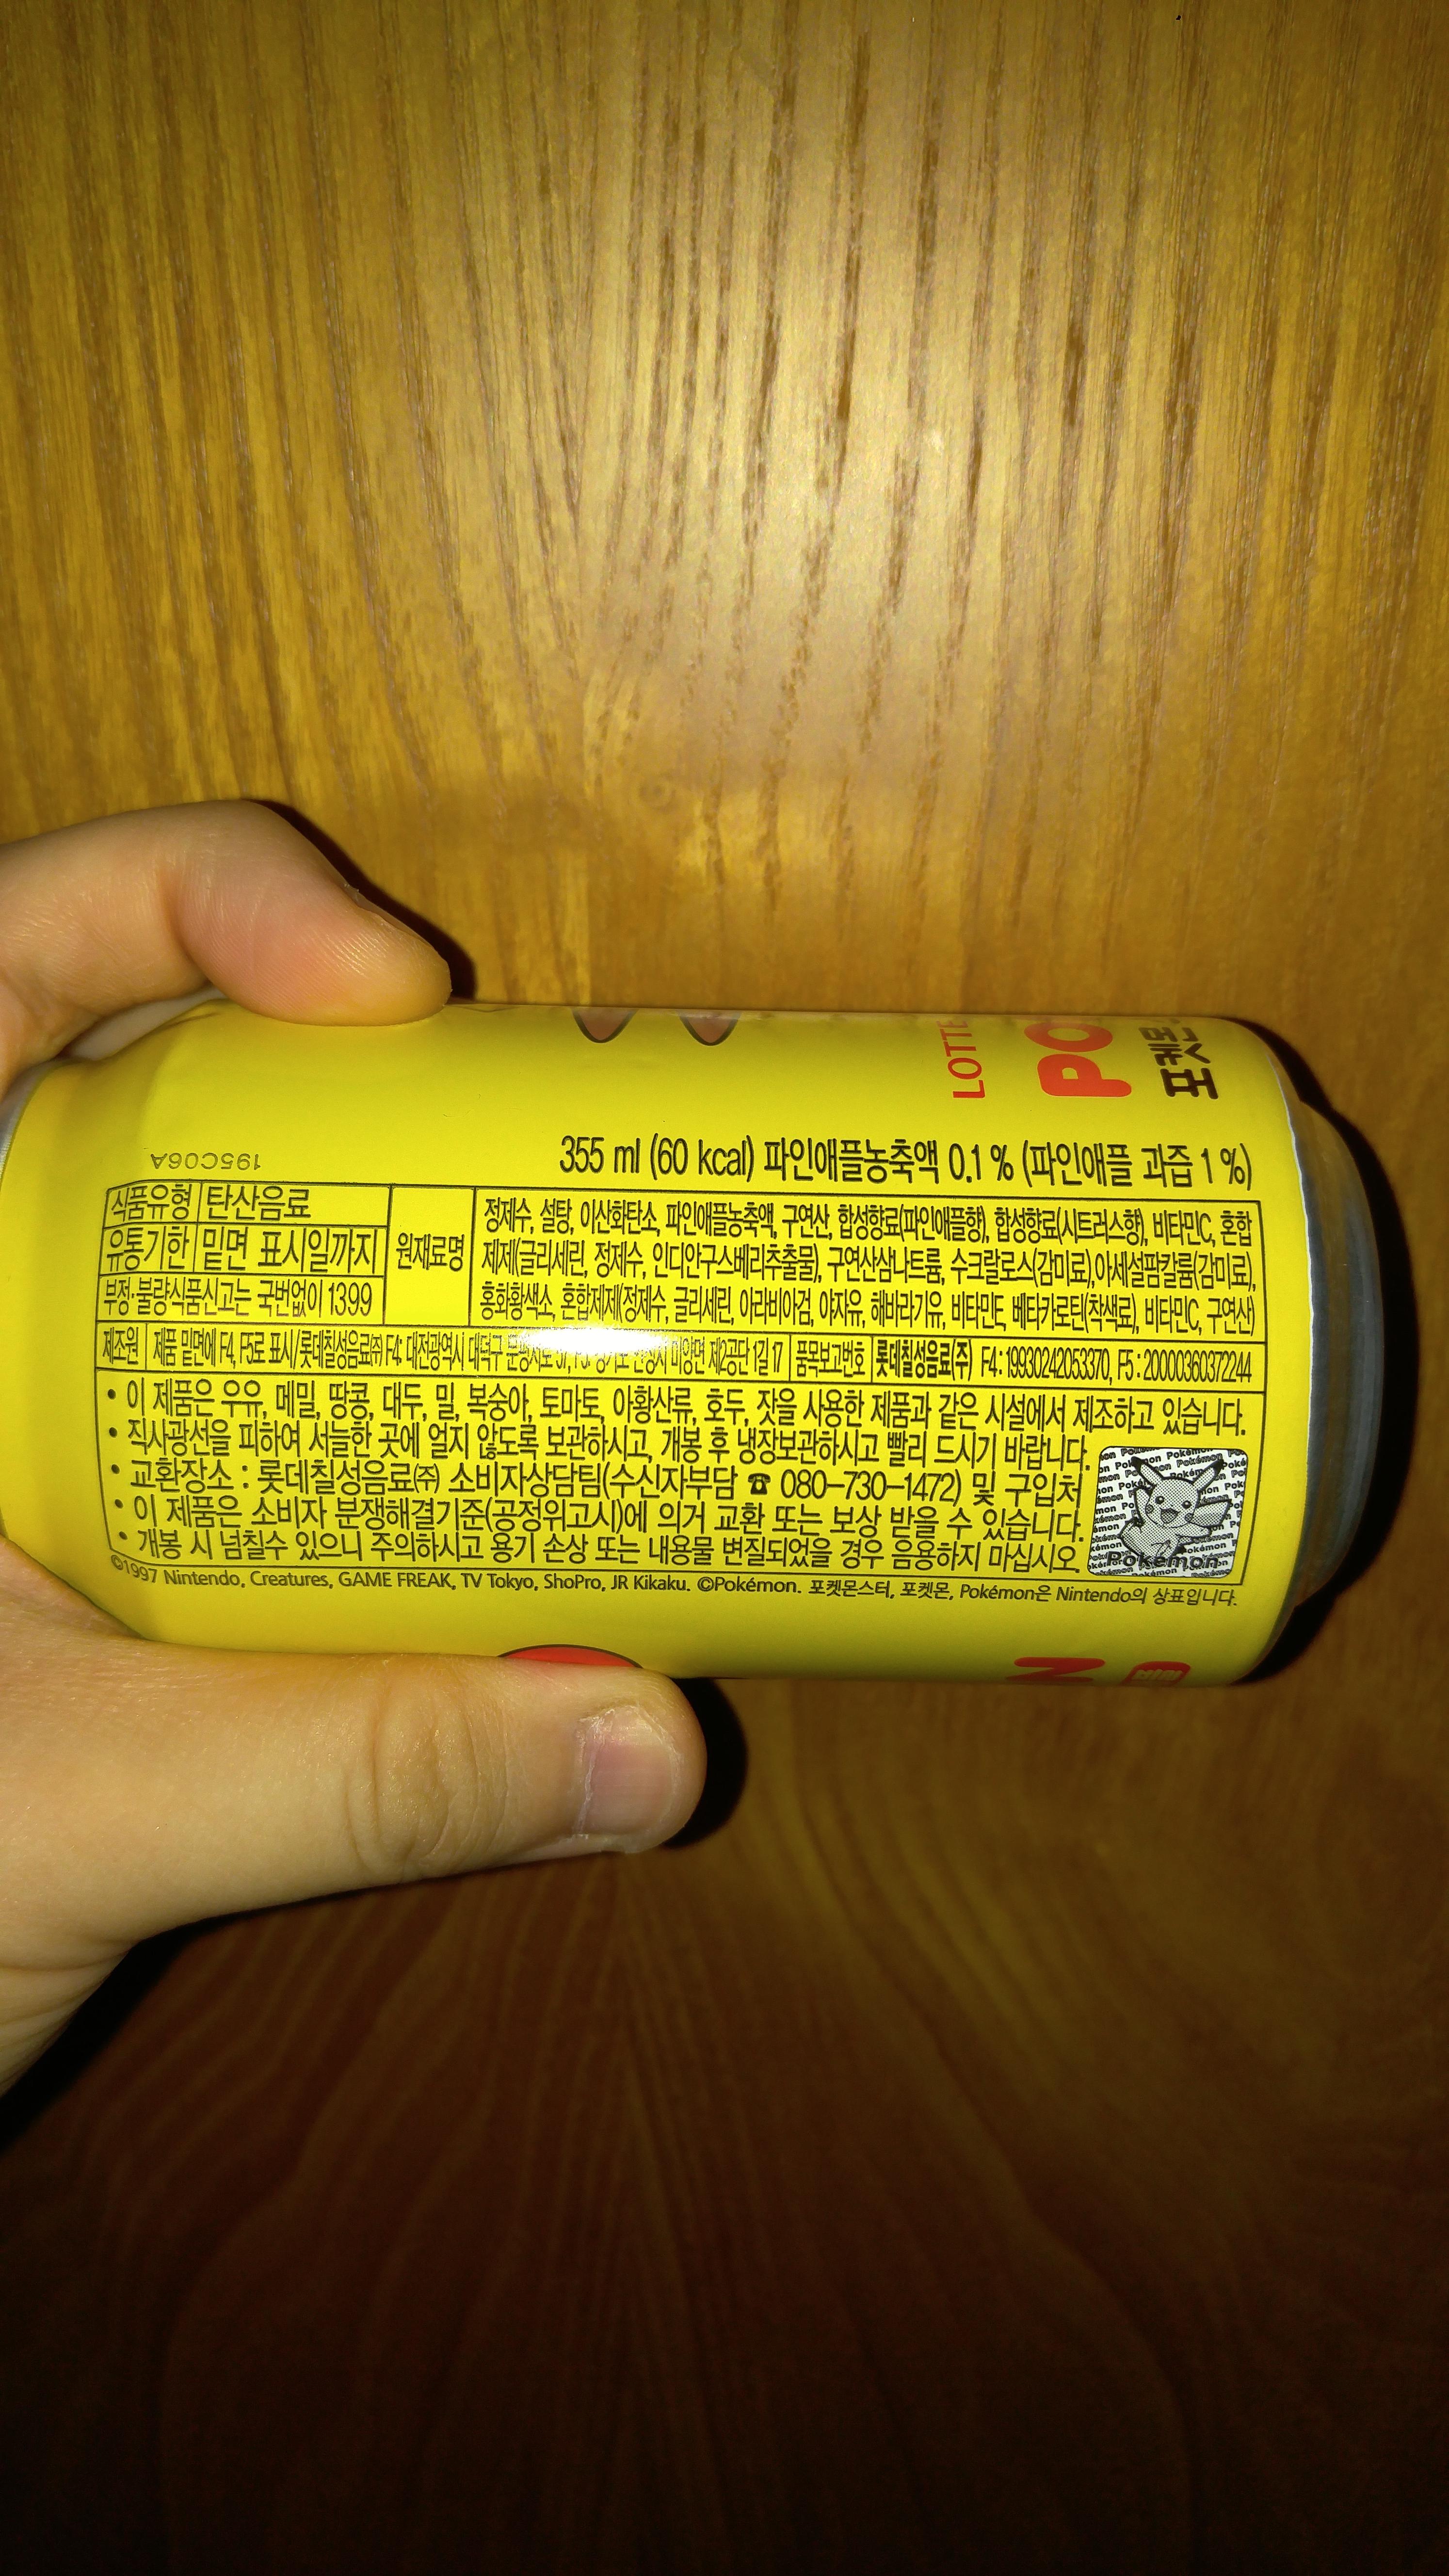 LOTTE
PO
355 ml (60 kcal) 파인애플농축액 0.1 % (파인애플 과즙 1 %)
195C06A
식품유형 탄산음료
유통기한 밑면 표시일까지
부정·불량식품신고는 국번없이 1399
원재료명
정제수, 설탕, 이산화탄소, 파인애플농축액, 구연산, 합성향료(파인애플향), 합성향료(시트러스향), 비타민C, 혼합
제제(글리세린, 정제수, 인디안구스베리추출물), 구연산삼나트륨, 수크랄로스(감미료),아세설팜칼륨(감미료),
홍화황색소, 혼합제제(정제수, 글리세린, 아라비아검, 야자유, 해바라기유, 비타민E, 베타카로틴(착색료), 비타민C, 구연산)
제조원 제품 밑면에 F4, F5로 표시/롯데칠성음료㈜ F4: 대전광역시 대덕구 미양면 제2공단 1길 17 품목보고번호 롯데칠성음료(주) F4 : 19930242053370, F5 : 20000360372244
• 이 제품은 우유, 메밀, 땅콩, 대두, 밀, 복숭아, 토마토, 아황산류, 호두, 잣을 사용한 제품과 같은 시설에서 제조하고 있습니다.
• 직사광선을 피하여 서늘한 곳에 얼지 않도록 보관하시고, 개봉 후 냉장보관하시고 빨리 드시기 바랍니다.
• 교환장소 : 롯데칠성음료㈜ 소비자상담팀(수신자부담 ☎ 080-730-1472) 및 구입처
• 이 제품은 소비자 분쟁해결기준(공정위고시)에 의거 교환 또는 보상 받을 수 있습니다.
• 개봉 시 넘칠수 있으니 주의하시고 용기 손상 또는 내용물 변질되었을 경우 음용하지 마십시오.
Pokémon
©1997 Nintendo, Creatures, GAME FREAK, TV Tokyo, ShoPro, JR Kikaku. ©Pokémon. 포켓몬스터, 포켓몬, Pokémon은 Nintendo의 상표입니다.
N